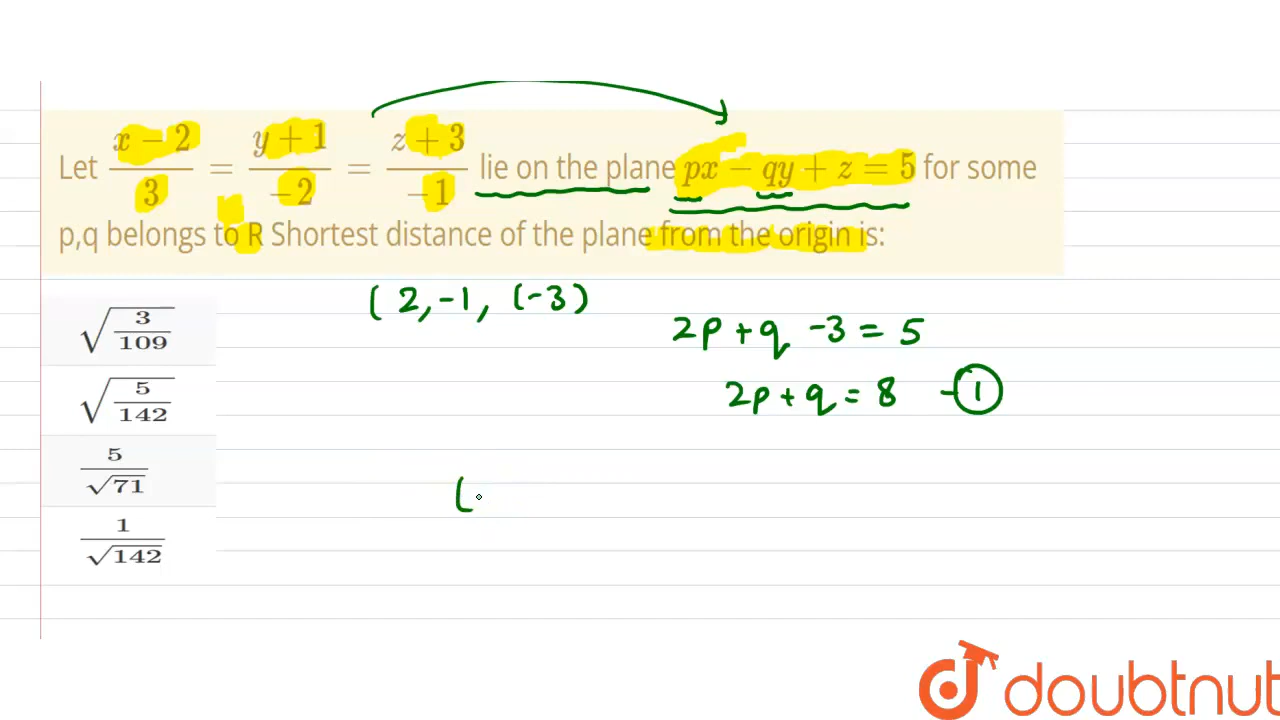 Let (x − 2)/3 = (y + 1)/−2 = (z + 3)/−1 lie on the plane px − qy + z = 5 for some
p,q belongs to R Shortest distance of the plane from the origin is:
(2, -1, (-3)
2p + q -3 = 5
√(3/109)
2p + q = 8 - 1
√(5/142)
5/√71
(
1/√142
doubtnut